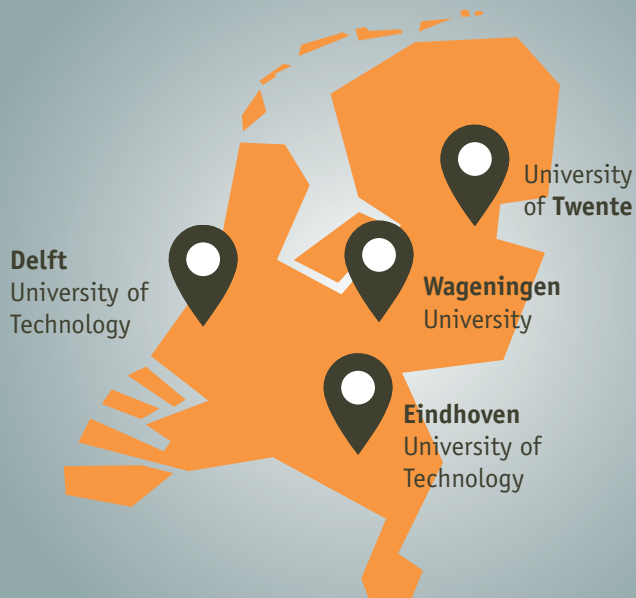 University
of Twente
Delft
University of
Technology
Wageningen
University
Eindhoven
University of
Technology